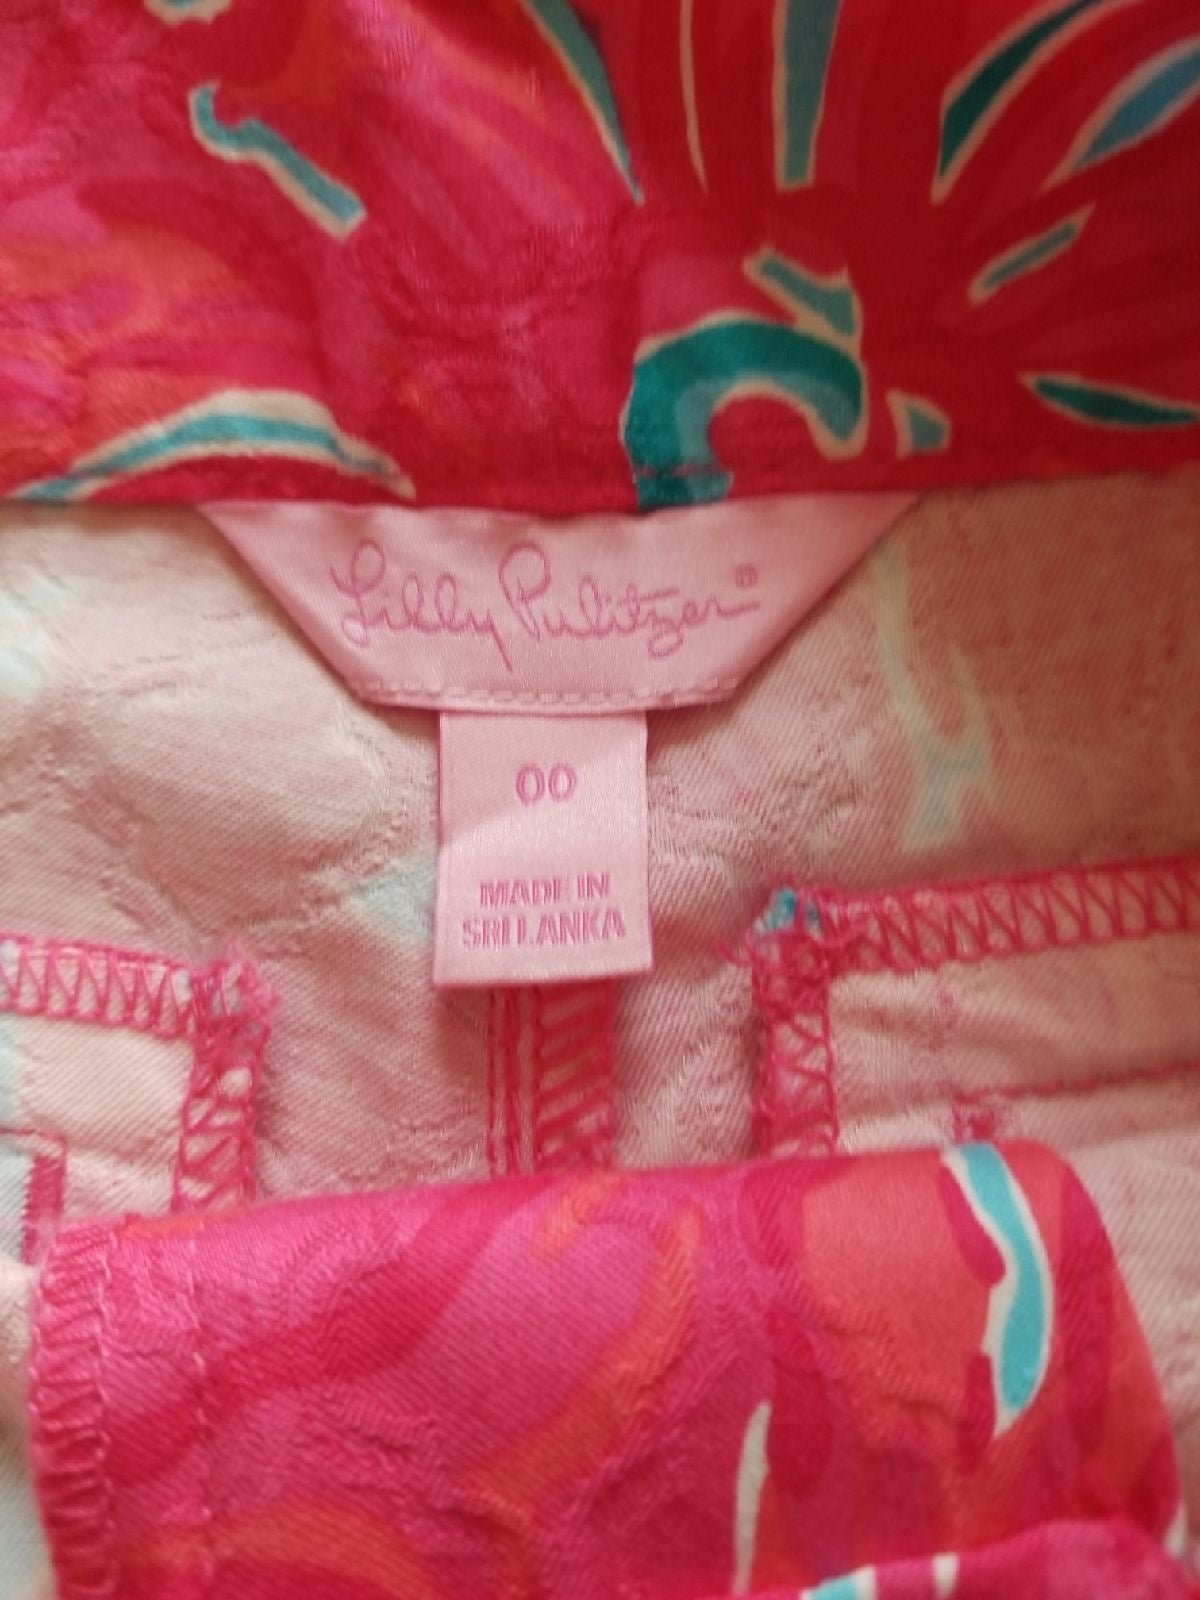 Lilly Pulitzer®
00
MADE IN
SRI LANKA